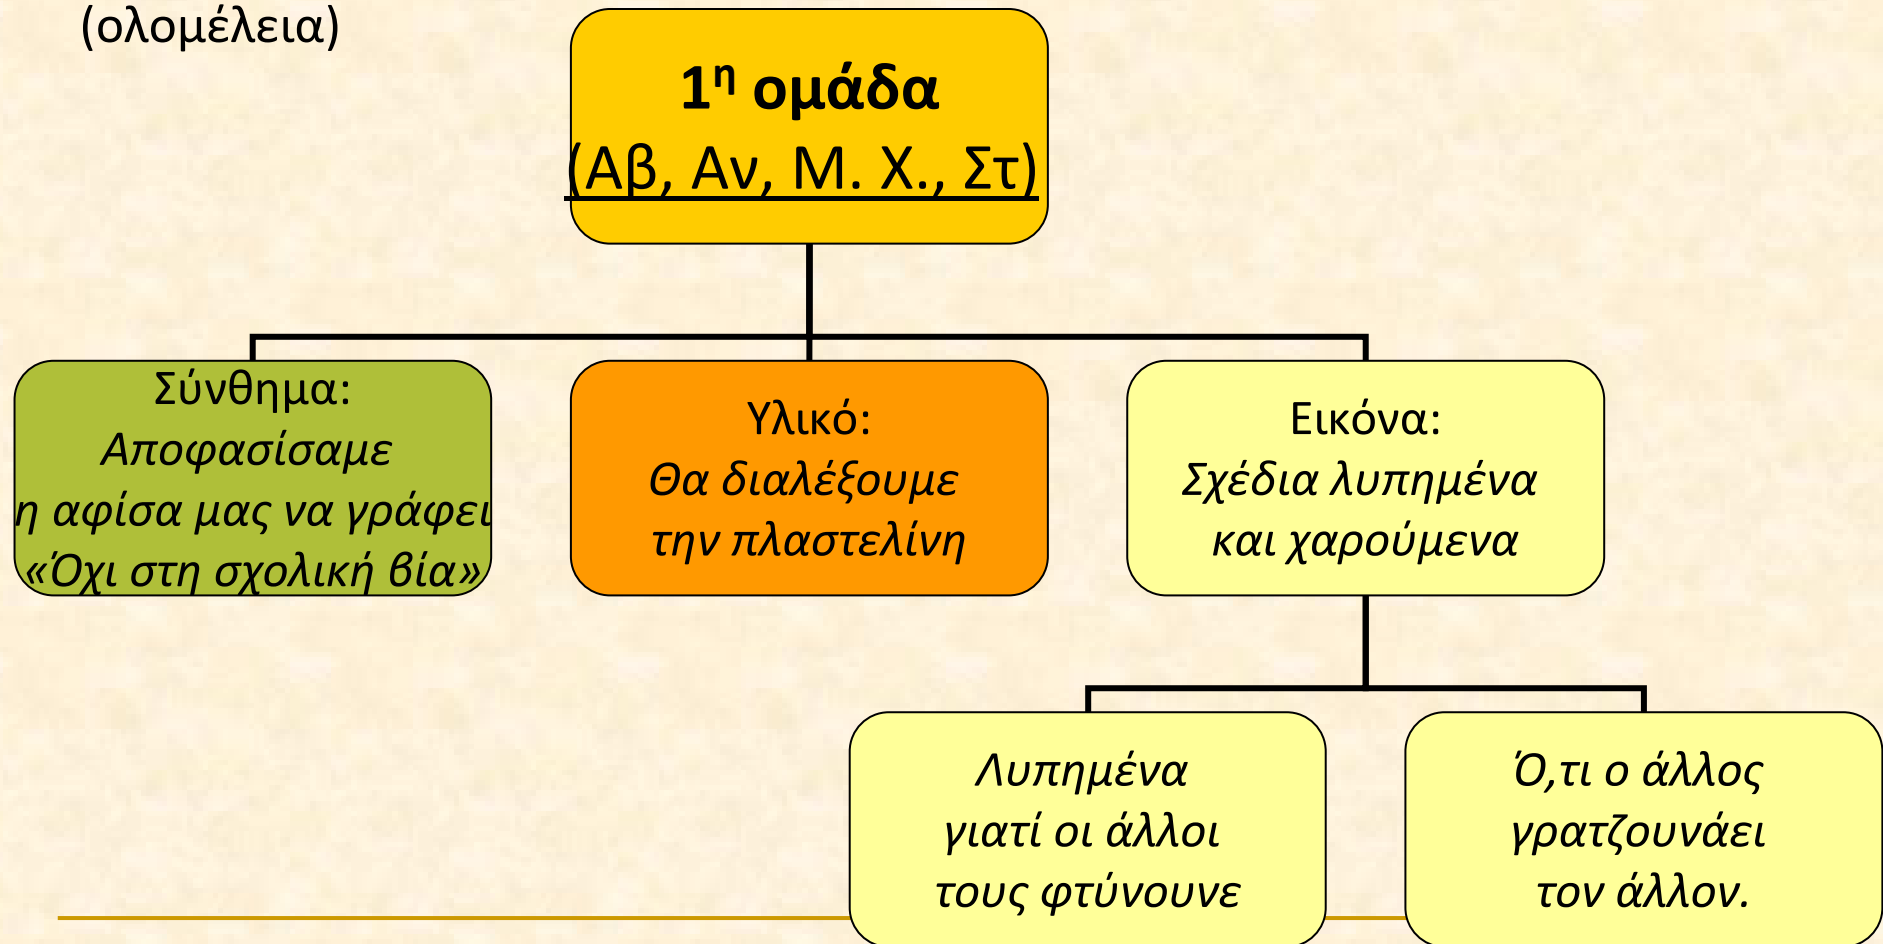 (ολομέλεια)
1η ομάδα
(Αβ, Αν, Μ. Χ., Στ)
Σύνθημα:
Αποφασίσαμε
η αφίσα μας να γράφει
«Όχι στη σχολική βία»
Υλικό:
Θα διαλέξουμε
την πλαστελίνη
Εικόνα:
Σχέδια λυπημένα
και χαρούμενα
Λυπημένα
γιατί οι άλλοι
τους φτύνουνε
Ό,τι ο άλλος
γρατζουνάει
τον άλλον.